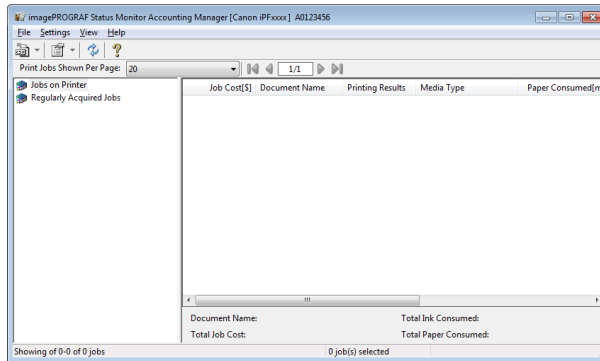 imagePROGRAF Status Monitor Accounting Manager [Canon iPFxxxx] A0123456
File Settings View Help
Print Jobs Shown Per Page: 20 1/1
Jobs on Printer
Regularly Acquired Jobs
Job Cost[$] Document Name Printing Results Media Type Paper Consumed[m
Document Name: Total Ink Consumed:
Total Job Cost: Total Paper Consumed:
Showing of 0-0 of 0 jobs 0 job(s) selected